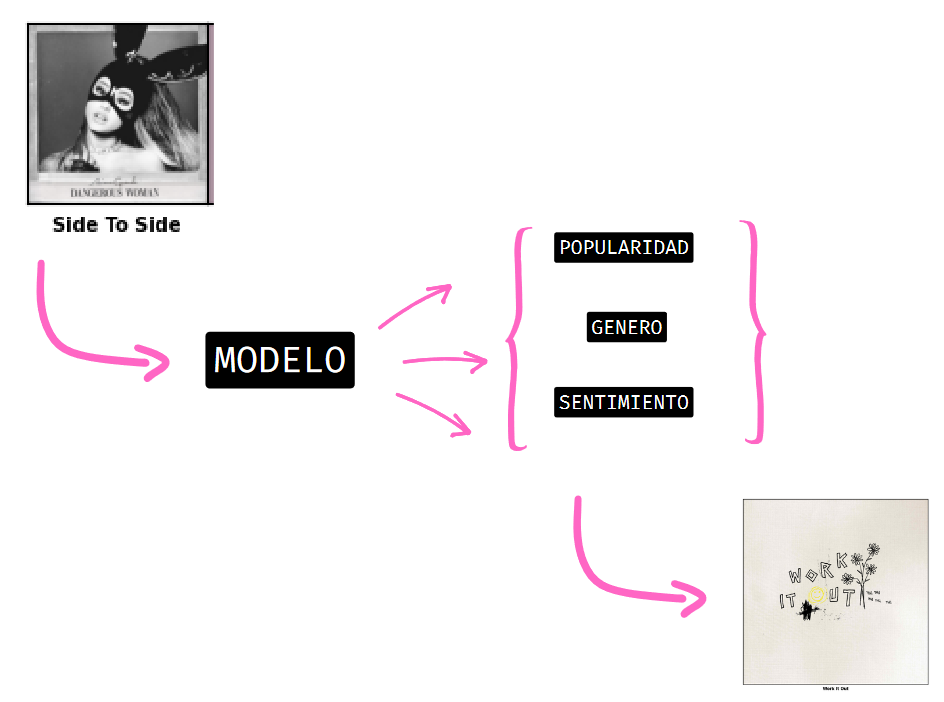 DANGEROUS WOMAN
Side To Side
MODELO
POPULARIDAD
GENERO
SENTIMIENTO
WORK
IT OUT
Work It Out